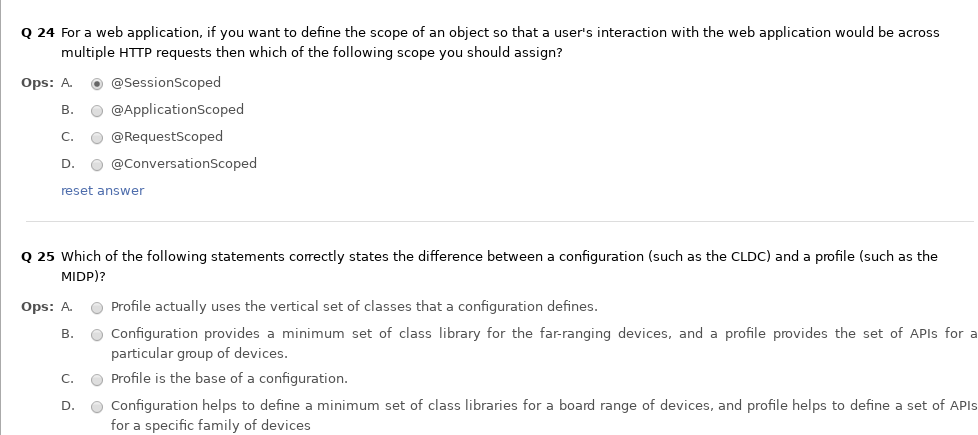 Q 24 For a web application, if you want to define the scope of an object so that a user's interaction with the web application would be across
multiple HTTP requests then which of the following scope you should assign?
Ops: A. @SessionScoped
B. @ApplicationScoped
C. @RequestScoped
D. @ConversationScoped
reset answer
Q 25 Which of the following statements correctly states the difference between a configuration (such as the CLDC) and a profile (such as the
MIDP)?
Ops: A. Profile actually uses the vertical set of classes that a configuration defines.
B. Configuration provides a minimum set of class library for the far-ranging devices, and a profile provides the set of APIs for a
particular group of devices.
C. Profile is the base of a configuration.
D. Configuration helps to define a minimum set of class libraries for a board range of devices, and profile helps to define a set of APIs
for a specific family of devices